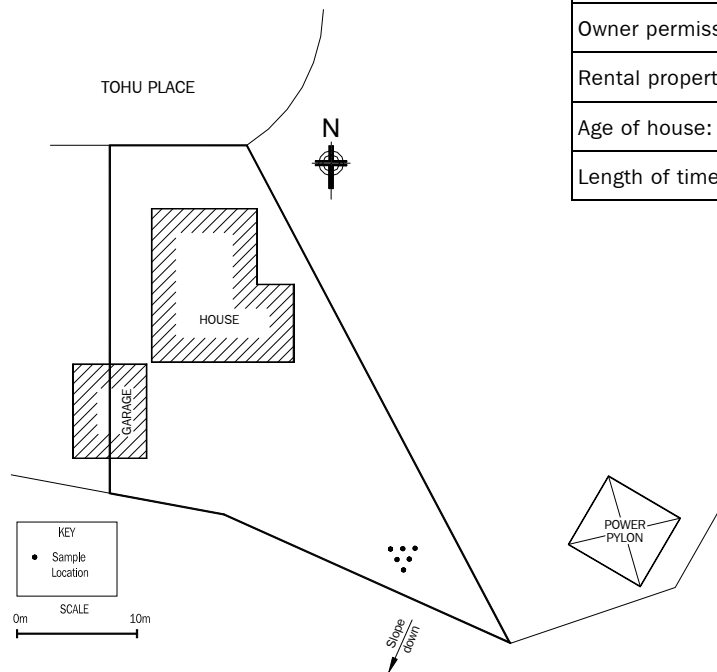 Owner permiss
Rental propert
Age of house:
Length of time
TOHU PLACE
N
HOUSE
GARAGE
POWER
PYLON
KEY
Sample
Location
SCALE
0m 10m
Slope
down